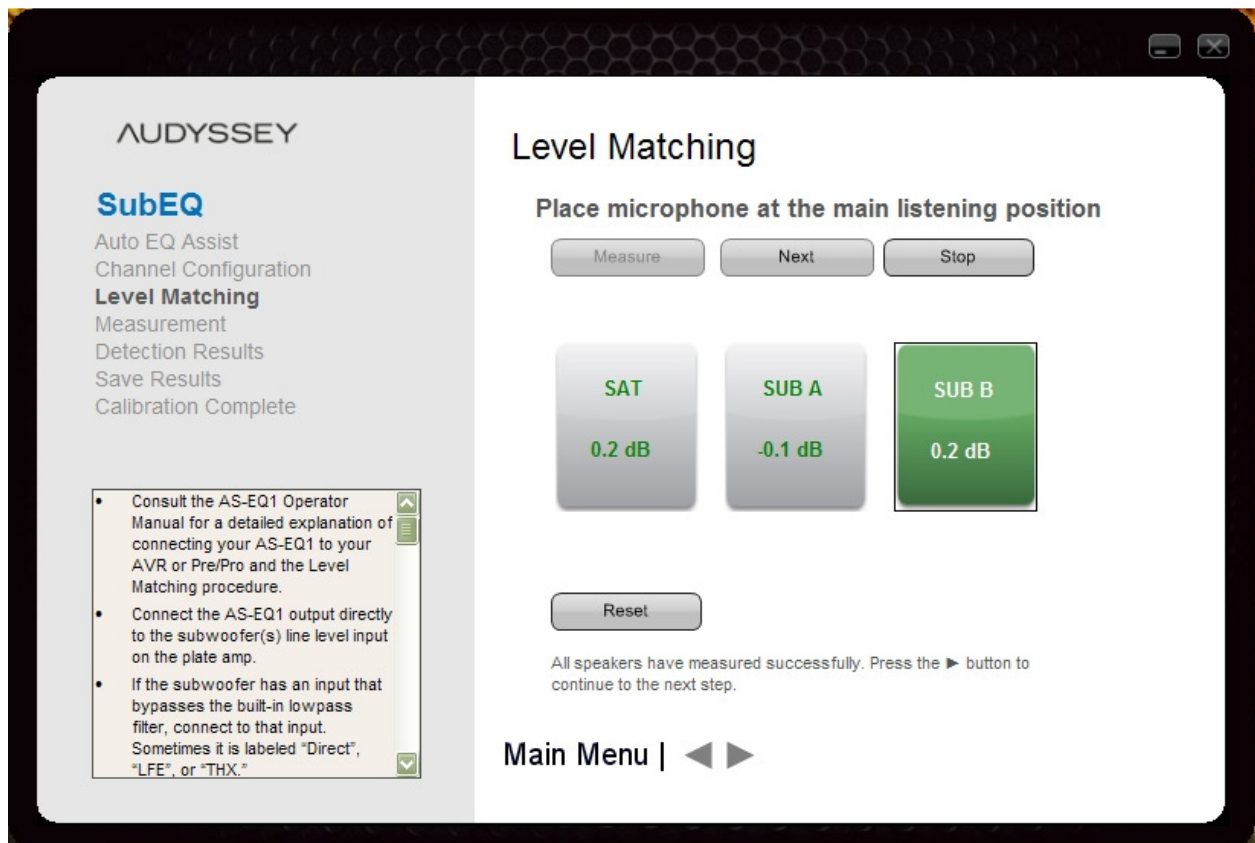 AUDYSSEY
SubEQ
Auto EQ Assist
Channel Configuration
Level Matching
Measurement
Detection Results
Save Results
Calibration Complete
• Consult the AS-EQ1 Operator
Manual for a detailed explanation of
connecting your AS-EQ1 to your
AVR or Pre/Pro and the Level
Matching procedure.
• Connect the AS-EQ1 output directly
to the subwoofer(s) line level input
on the plate amp.
• If the subwoofer has an input that
bypasses the built-in lowpass
filter, connect to that input.
Sometimes it is labeled “Direct”,
“LFE”, or “THX.”
Level Matching
Place microphone at the main listening position
Measure Next Stop
SAT SUB A SUB B
0.2 dB -0.1 dB 0.2 dB
Reset
All speakers have measured successfully. Press the ► button to
continue to the next step.
Main Menu | ◄ ►